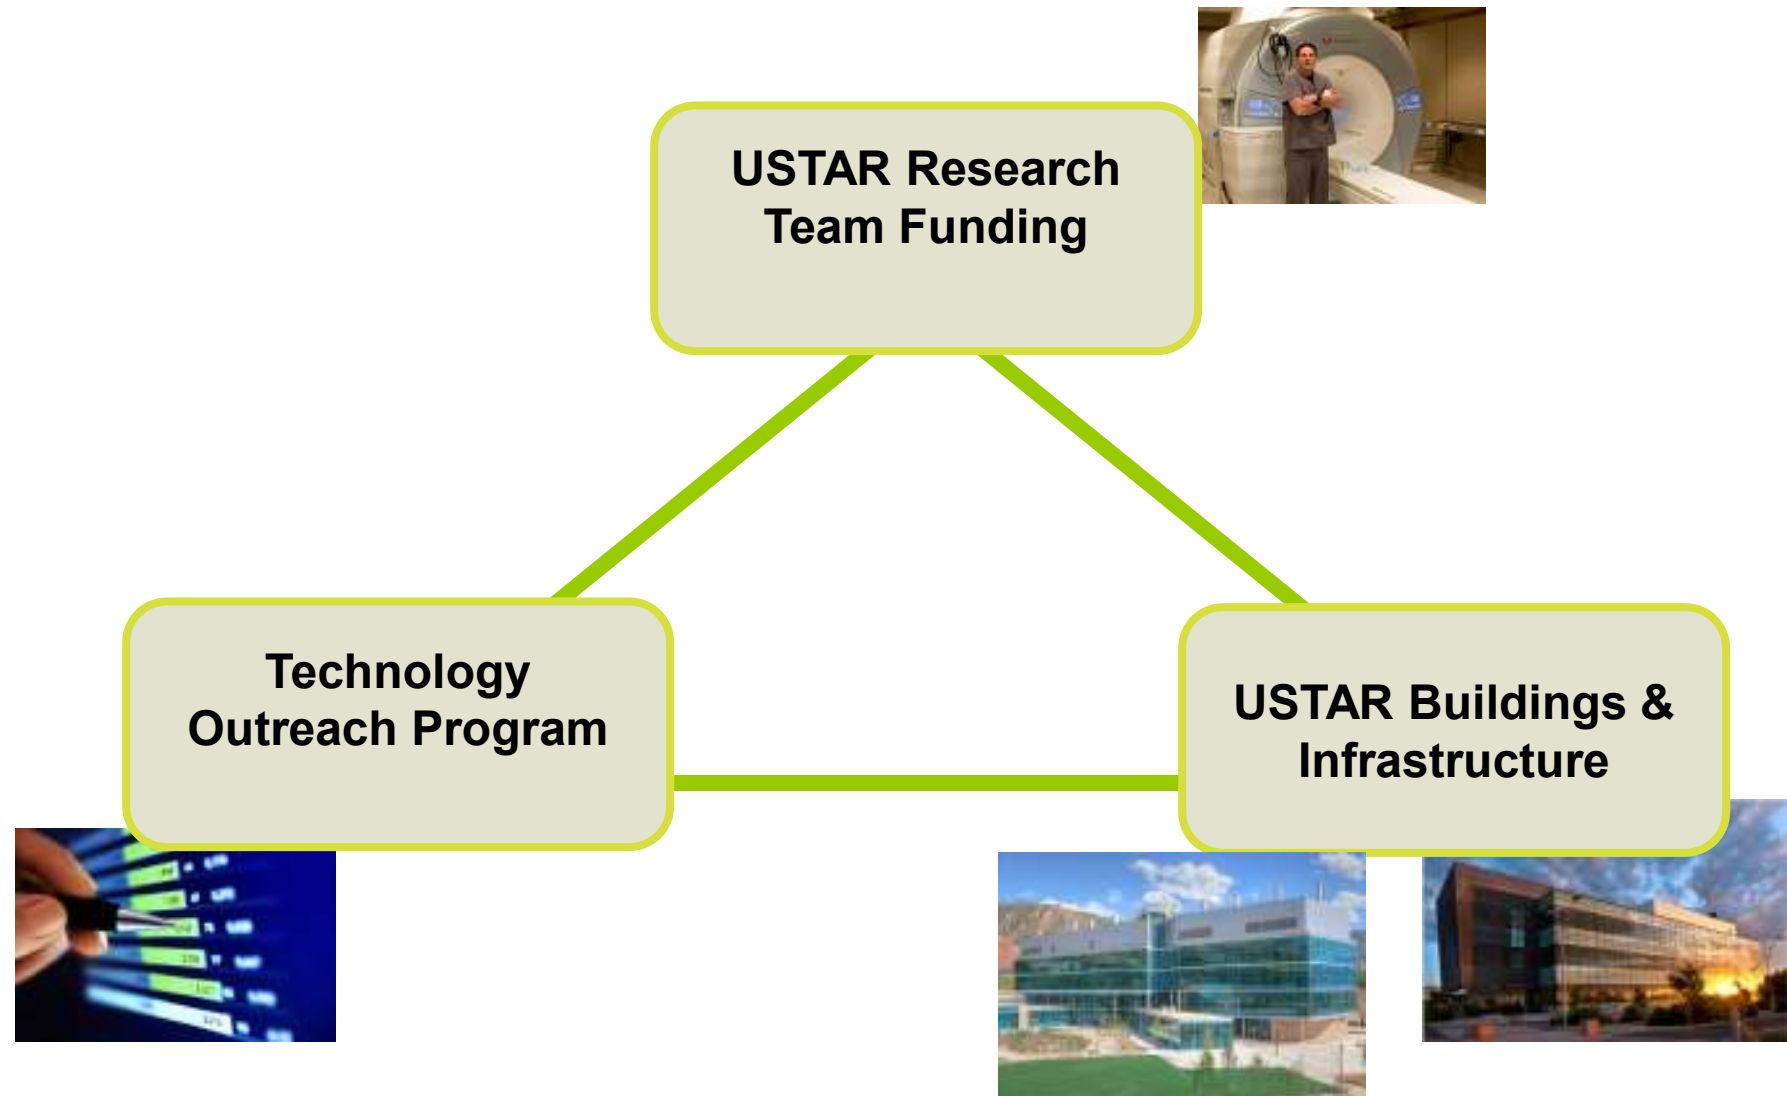 USTAR Research
Team Funding
Technology
Outreach Program
USTAR Buildings &
Infrastructure